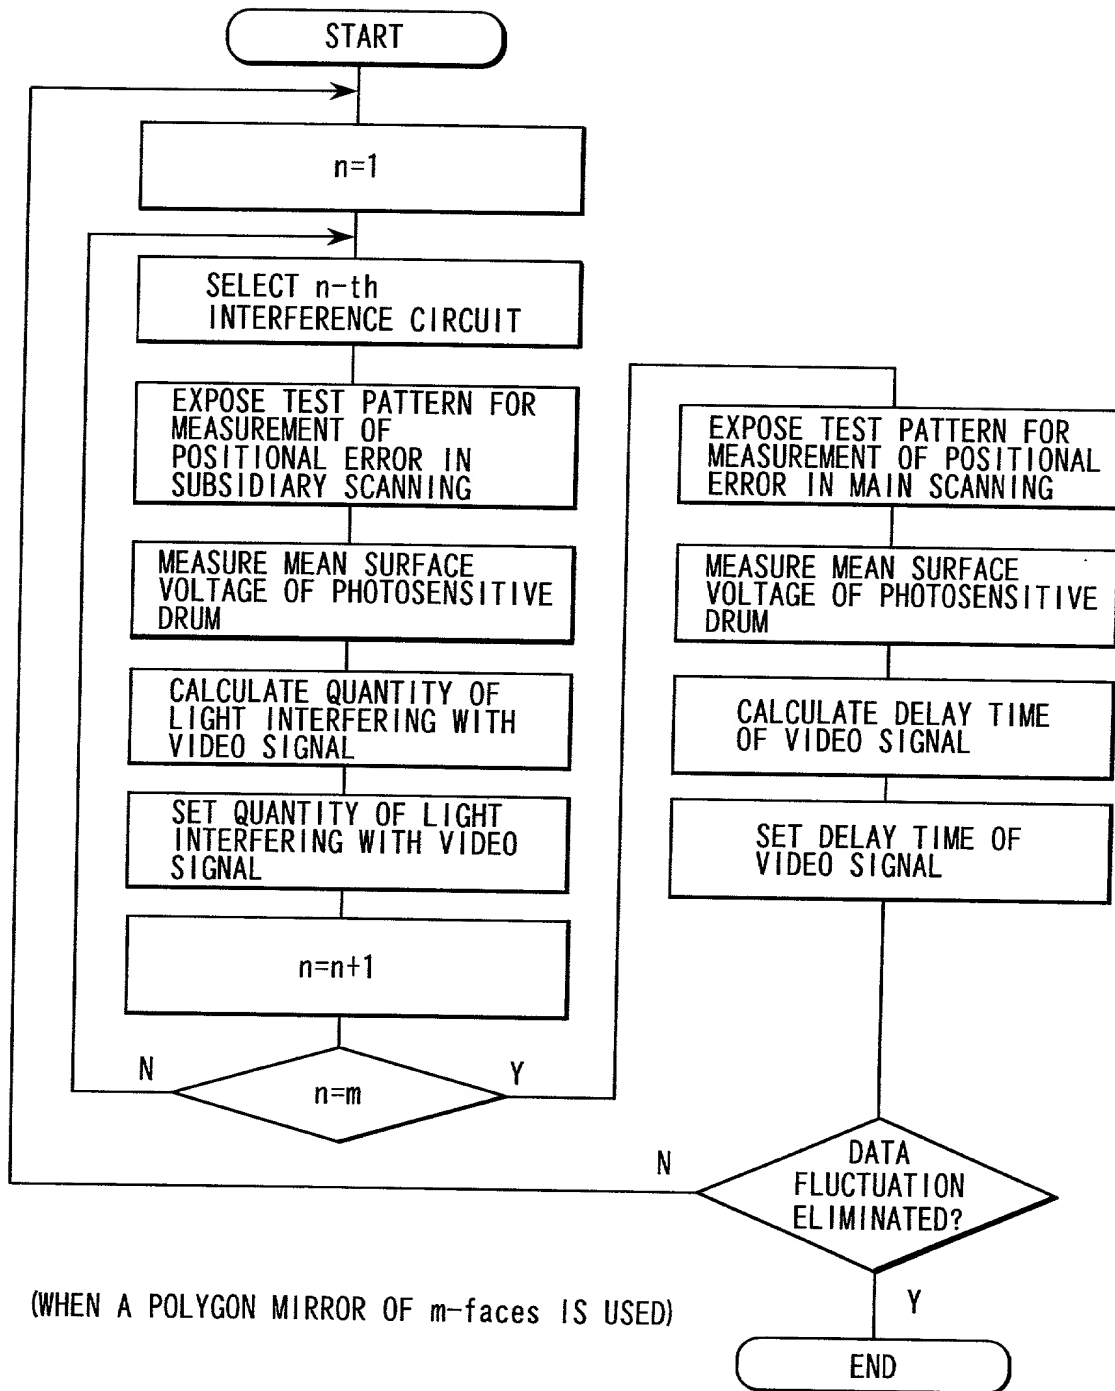 START
n=1
SELECT n-th
INTERFERENCE CIRCUIT
EXPOSE TEST PATTERN FOR
MEASUREMENT OF
POSITIONAL ERROR IN
SUBSIDIARY SCANNING
MEASURE MEAN SURFACE
VOLTAGE OF PHOTOSENSITIVE
DRUM
CALCULATE QUANTITY OF
LIGHT INTERFERING WITH
VIDEO SIGNAL
SET QUANTITY OF LIGHT
INTERFERING WITH VIDEO
SIGNAL
n=n+1
N
n=m
Y
EXPOSE TEST PATTERN FOR
MEASUREMENT OF POSITIONAL
ERROR IN MAIN SCANNING
MEASURE MEAN SURFACE
VOLTAGE OF PHOTOSENSITIVE
DRUM
CALCULATE DELAY TIME
OF VIDEO SIGNAL
SET DELAY TIME OF
VIDEO SIGNAL
N
DATA
FLUCTUATION
ELIMINATED?
Y
END
(WHEN A POLYGON MIRROR OF m-faces IS USED)